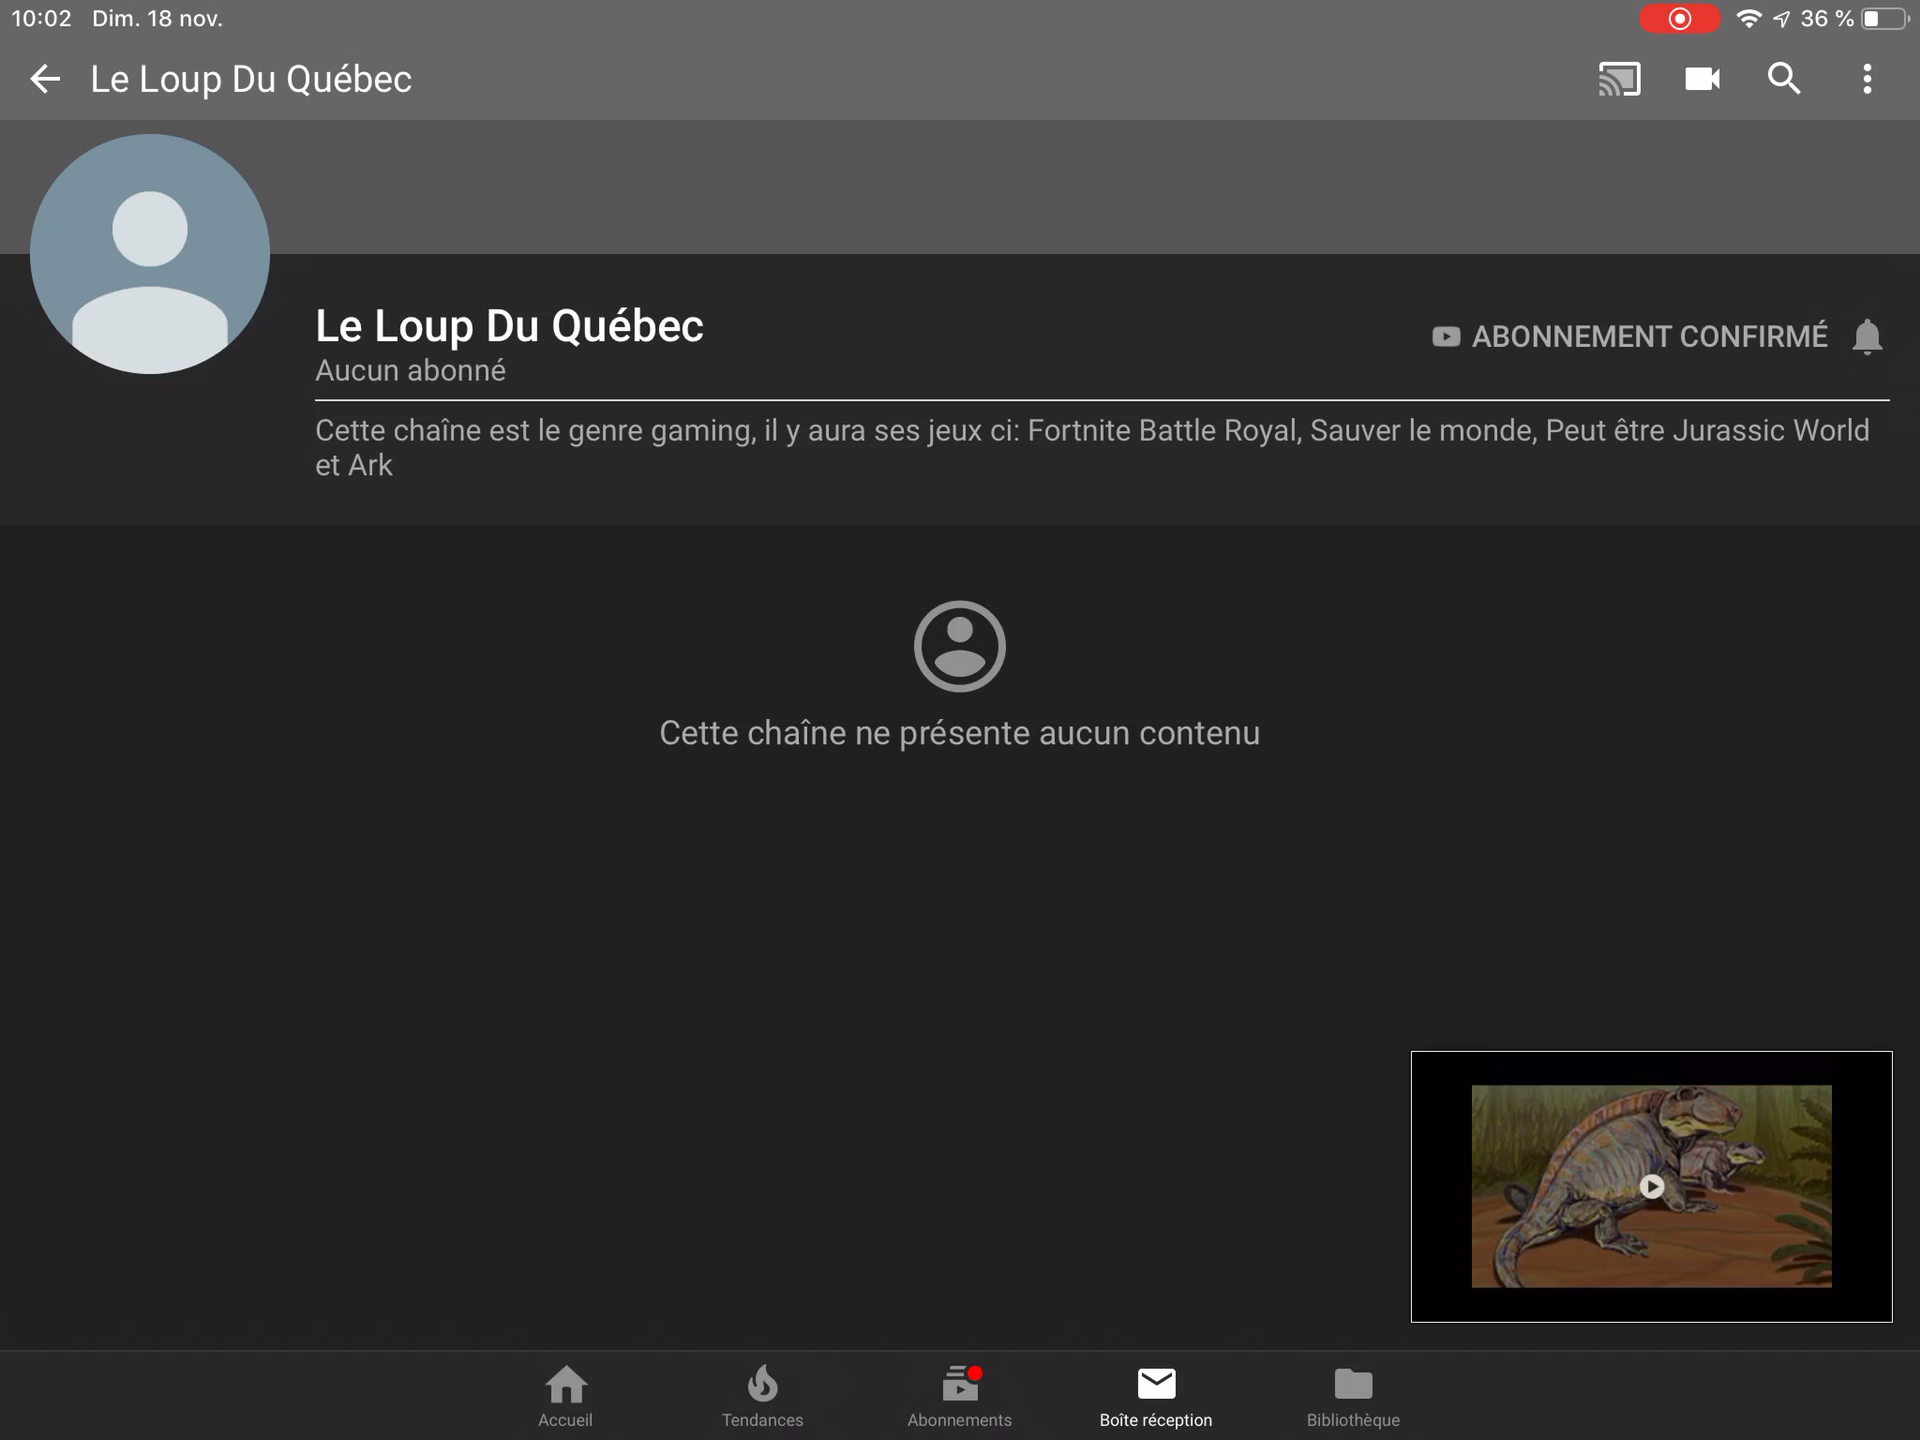 10:02 Dim. 18 nov. 36 %
Le Loup Du Québec
Le Loup Du Québec
Aucun abonné
ABONNEMENT CONFIRMÉ
Cette chaîne est le genre gaming, il y aura ses jeux ci: Fortnite Battle Royal, Sauver le monde, Peut être Jurassic World
et Ark
Cette chaîne ne présente aucun contenu
Accueil Tendances Abonnements Boîte réception Bibliothèque